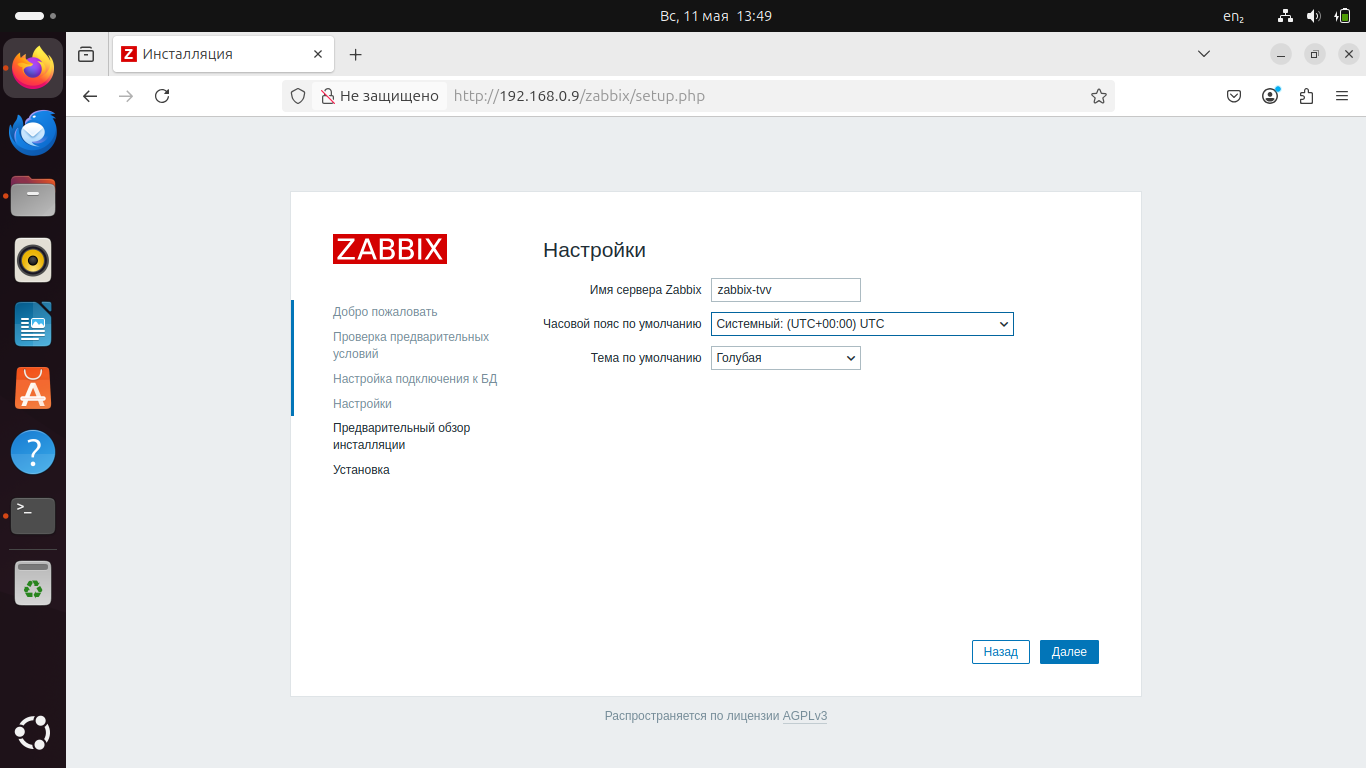 Вс, 11 мая 13:49
en₂
Инсталляция
Не защищено http://192.168.0.9/zabbix/setup.php
ZABBIX
Добро пожаловать
Проверка предварительных
условий
Настройка подключения к БД
Настройки
Предварительный обзор
инсталляции
Установка
Настройки
Имя сервера Zabbix zabbix-tvv
Часовой пояс по умолчанию Системный: (UTC+00:00) UTC
Тема по умолчанию Голубая
Назад Далее
Распространяется по лицензии AGPLv3